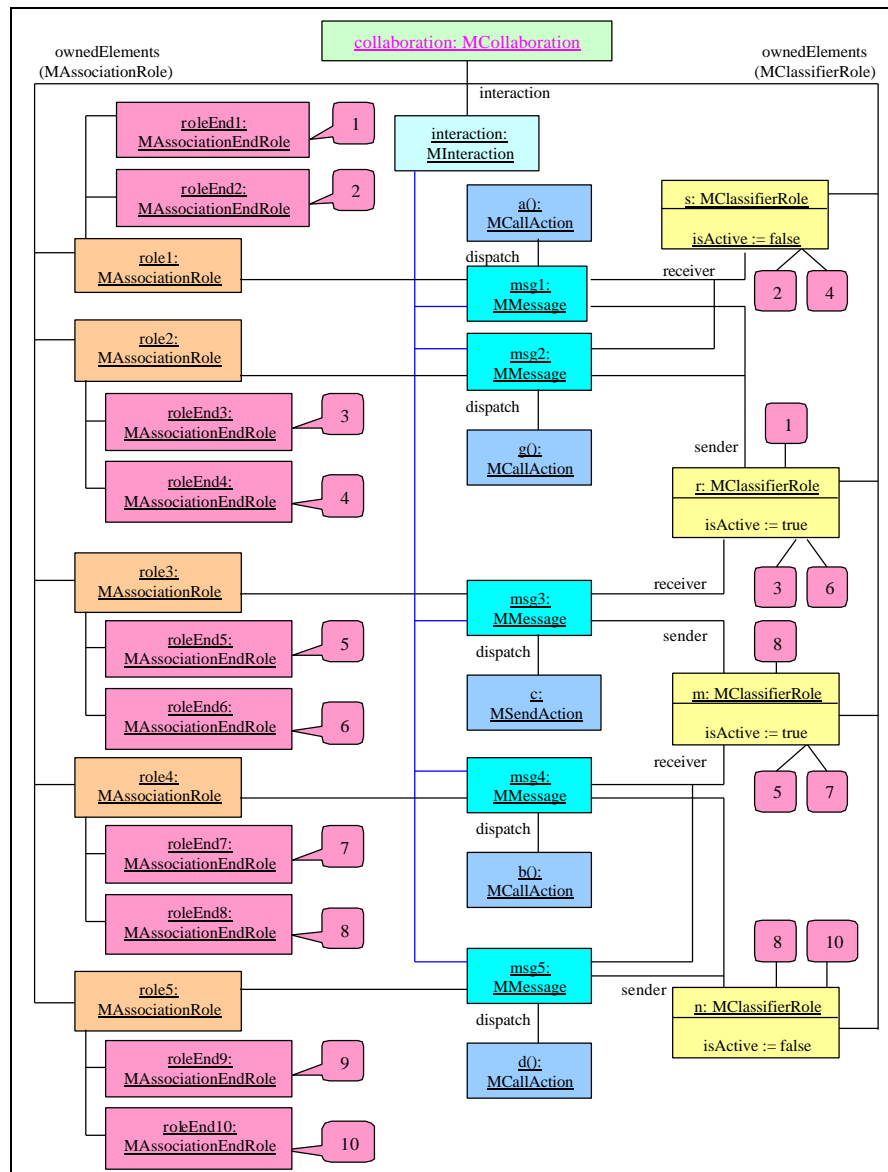 collaboration: MCollaboration
ownedElements
(MAssociationRole)
ownedElements
(MClassifierRole)
interaction
roleEnd1:
MAssociationEndRole
1
interaction:
MInteraction
roleEnd2:
MAssociationEndRole
2
a():
MCallAction
s: MClassifierRole
isActive := false
role1:
MAssociationRole
dispatch
msg1:
MMessage
receiver
2
4
role2:
MAssociationRole
msg2:
MMessage
dispatch
roleEnd3:
MAssociationEndRole
3
g():
MCallAction
sender
1
roleEnd4:
MAssociationEndRole
4
r: MClassifierRole
isActive := true
role3:
MAssociationRole
msg3:
MMessage
receiver
3
6
roleEnd5:
MAssociationEndRole
5
dispatch
sender
8
roleEnd6:
MAssociationEndRole
6
c:
MSendAction
m: MClassifierRole
isActive := true
role4:
MAssociationRole
msg4:
MMessage
receiver
5
7
roleEnd7:
MAssociationEndRole
7
dispatch
b():
MCallAction
roleEnd8:
MAssociationEndRole
8
8
10
role5:
MAssociationRole
msg5:
MMessage
sender
n: MClassifierRole
isActive := false
dispatch
roleEnd9:
MAssociationEndRole
9
d():
MCallAction
roleEnd10:
MAssociationEndRole
10